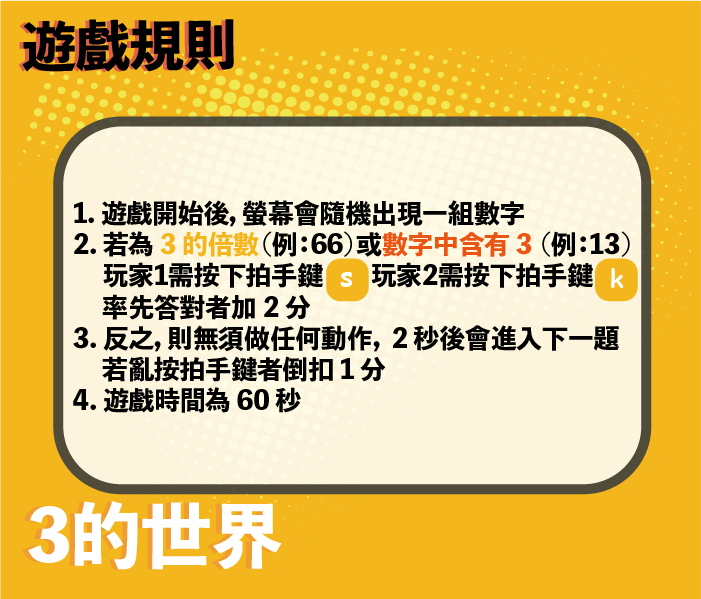 遊戲規則
1. 遊戲開始後, 螢幕會隨機出現一組數字
2. 若為 3 的倍數(例:66)或數字中含有 3 (例:13)
玩家1需按下拍手鍵 s 玩家2需按下拍手鍵 k
率先答對者加 2 分
3. 反之, 則無須做任何動作, 2 秒後會進入下一題
若亂按拍手鍵者倒扣 1 分
4. 遊戲時間為 60 秒
3的世界